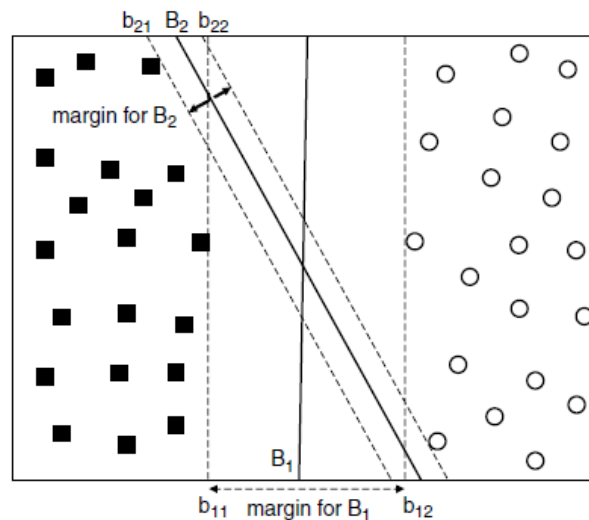 b₂₁ B₂ b₂₂
margin for B₂
B₁
b₁₁ margin for B₁ b₁₂